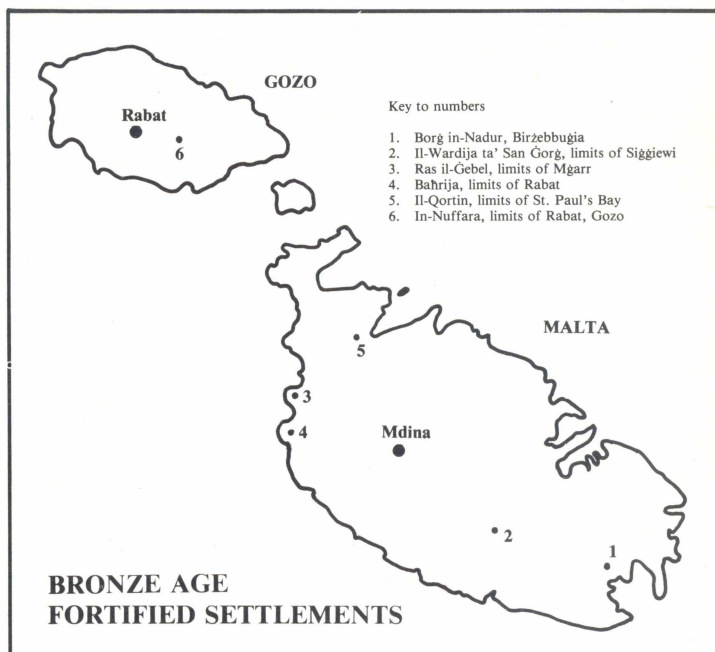 GOZO
Rabat
6
Key to numbers
1. Borġ in-Nadur, Birżebbuġia
2. Il-Wardija ta' San Ġorġ, limits of Siġġiewi
3. Ras il-Ġebel, limits of Mġarr
4. Baħrija, limits of Rabat
5. Il-Qortin, limits of St. Paul's Bay
6. In-Nuffara, limits of Rabat, Gozo
MALTA
5
3
4
Mdina
2
1
BRONZE AGE
FORTIFIED SETTLEMENTS